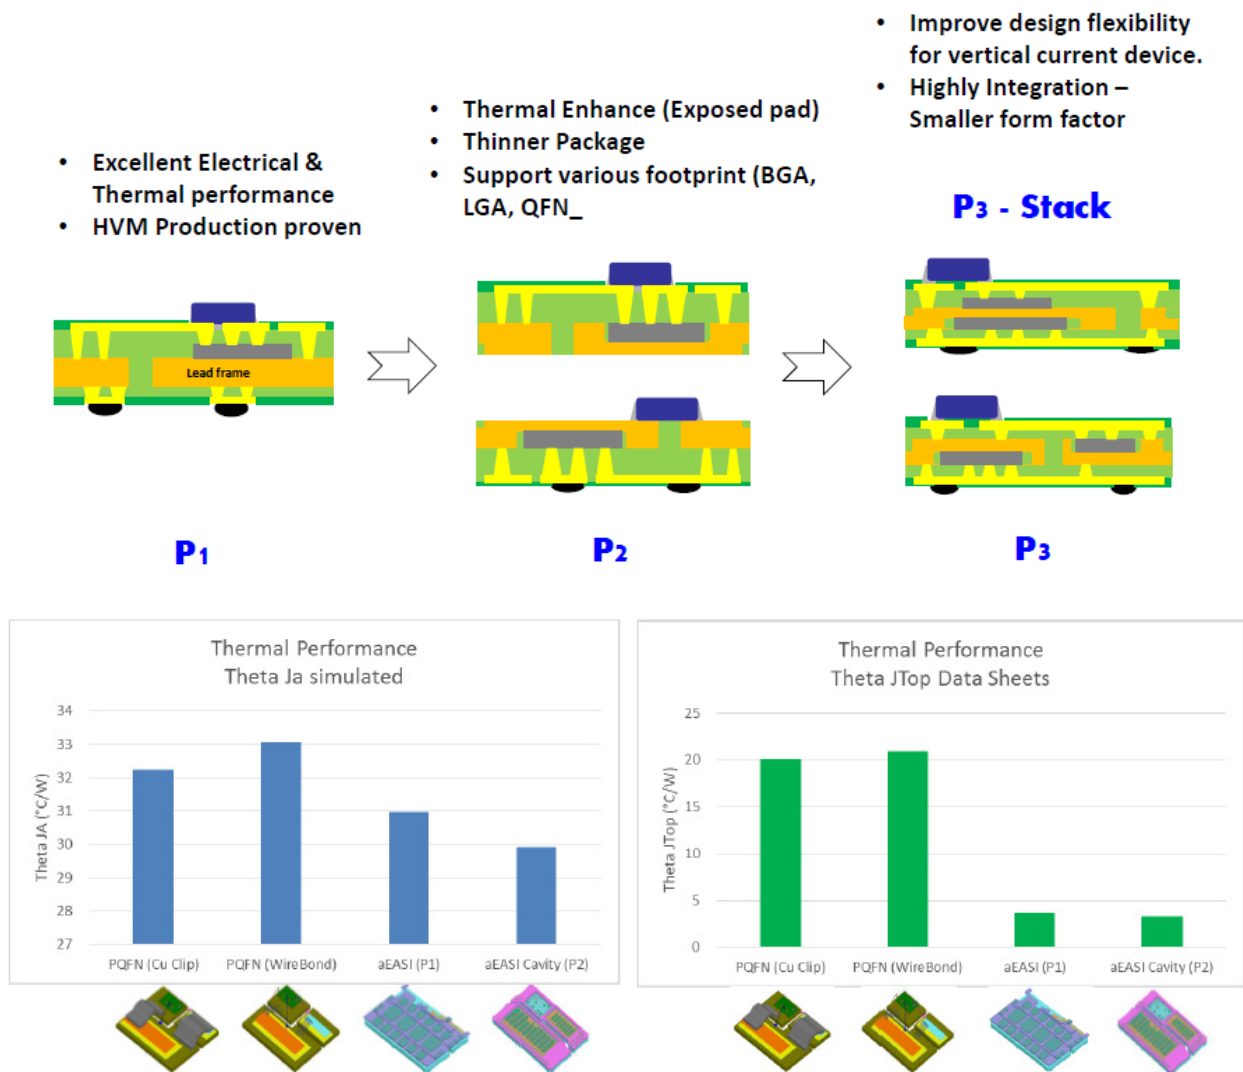 • Improve design flexibility
for vertical current device.
• Highly Integration –
Smaller form factor
• Thermal Enhance (Exposed pad)
• Thinner Package
• Support various footprint (BGA,
LGA, QFN_
• Excellent Electrical &
Thermal performance
• HVM Production proven
P3 - Stack
Lead frame
P1
P2
P3
Thermal Performance
Theta Ja simulated
Theta JA (°C/W)
34
33
32
31
30
29
28
27
PQFN (Cu Clip)
PQFN (WireBond)
aEASI (P1)
aEASI Cavity (P2)
Thermal Performance
Theta JTop Data Sheets
Theta JTop (°C/W)
25
20
15
10
5
0
PQFN (Cu Clip)
PQFN (WireBond)
aEASI (P1)
aEASI Cavity (P2)